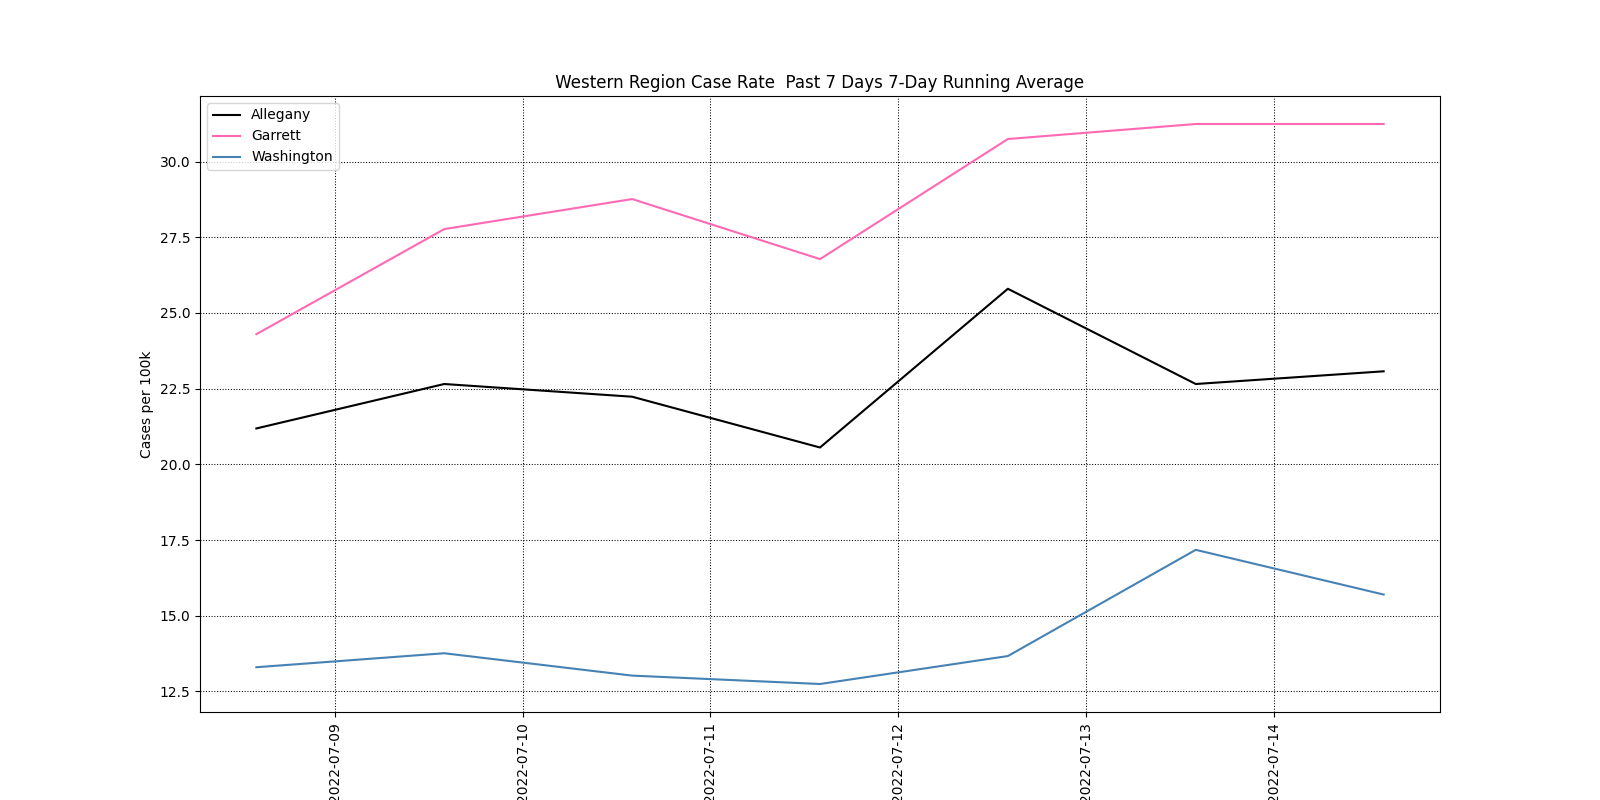 Western Region Case Rate  Past 7 Days 7-Day Running Average
Allegany
Garrett
Washington
30.0
27.5
25.0
22.5
20.0
17.5
15.0
12.5
Cases per 100k
2022-07-09
2022-07-10
2022-07-11
2022-07-12
2022-07-13
2022-07-14